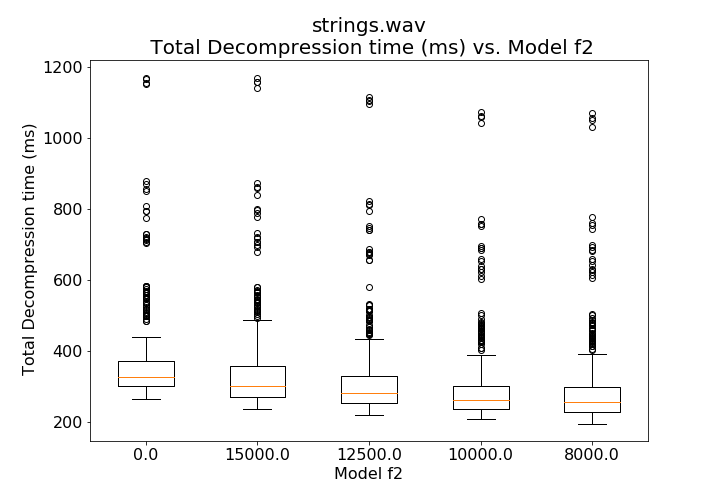 strings.wav
Total Decompression time (ms) vs. Model f2
Total Decompression time (ms)
1200
1000
800
600
400
200
0.0 15000.0 12500.0 10000.0 8000.0
Model f2